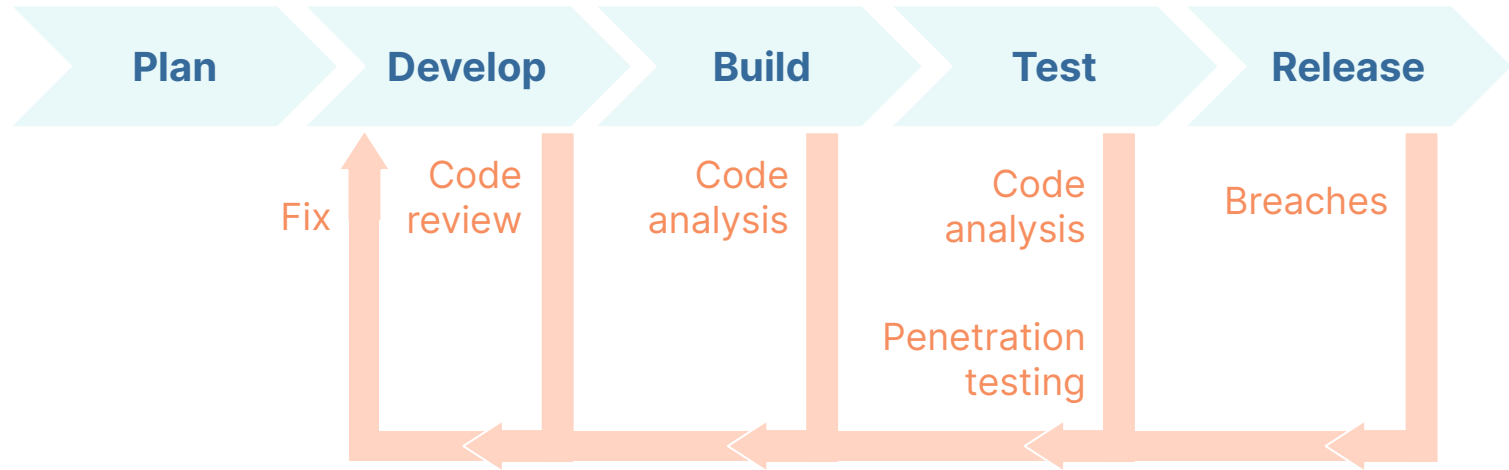 Plan
Develop
Build
Test
Release
Fix
Code
review
Code
analysis
Code
analysis
Penetration
testing
Breaches